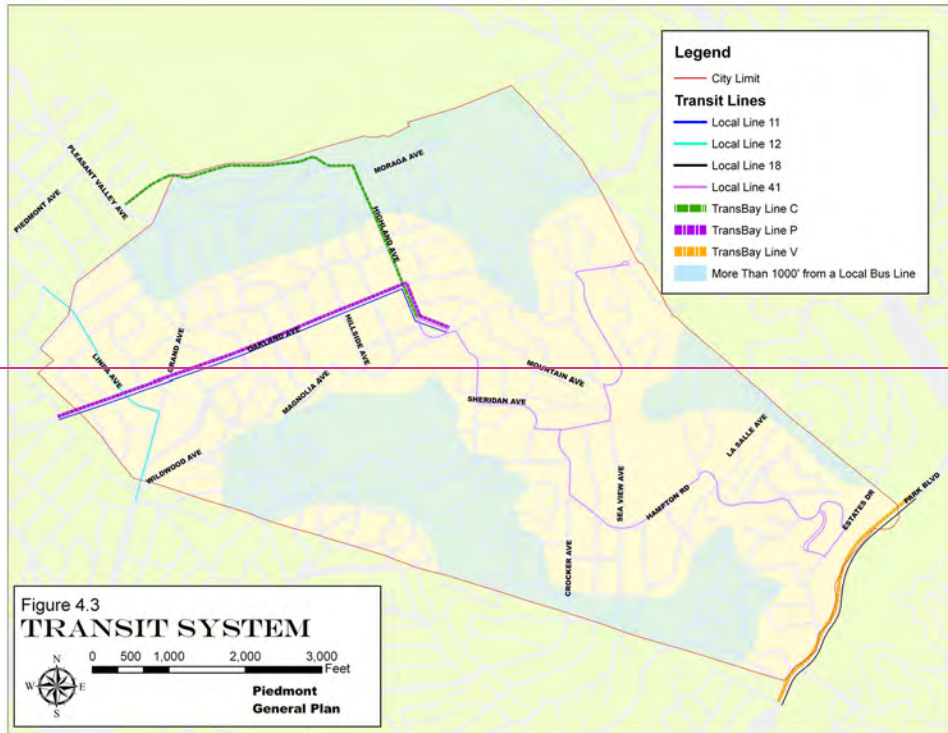 Legend
City Limit
Transit Lines
Local Line 11
Local Line 12
Local Line 18
Local Line 41
TransBay Line C
TransBay Line P
TransBay Line V
More Than 1000' from a Local Bus Line
PLEASANT VALLEY AVE
PIEDMONT AVE
MORAGA AVE
HIGHLAND AVE
LINDA AVE
GRAND AVE
OAKLAND AVE
HILLSIDE AVE
MAGNOLIA AVE
WILDWOOD AVE
MOUNTAIN AVE
SHERIDAN AVE
LA SALLE AVE
SEA VIEW AVE
HAMPTON RD
CROCKER AVE
ESTATES DR
PARK BLVD
Figure 4.3
TRANSIT SYSTEM
N
W E
S
0 500 1,000 2,000 3,000
Feet
Piedmont
General Plan